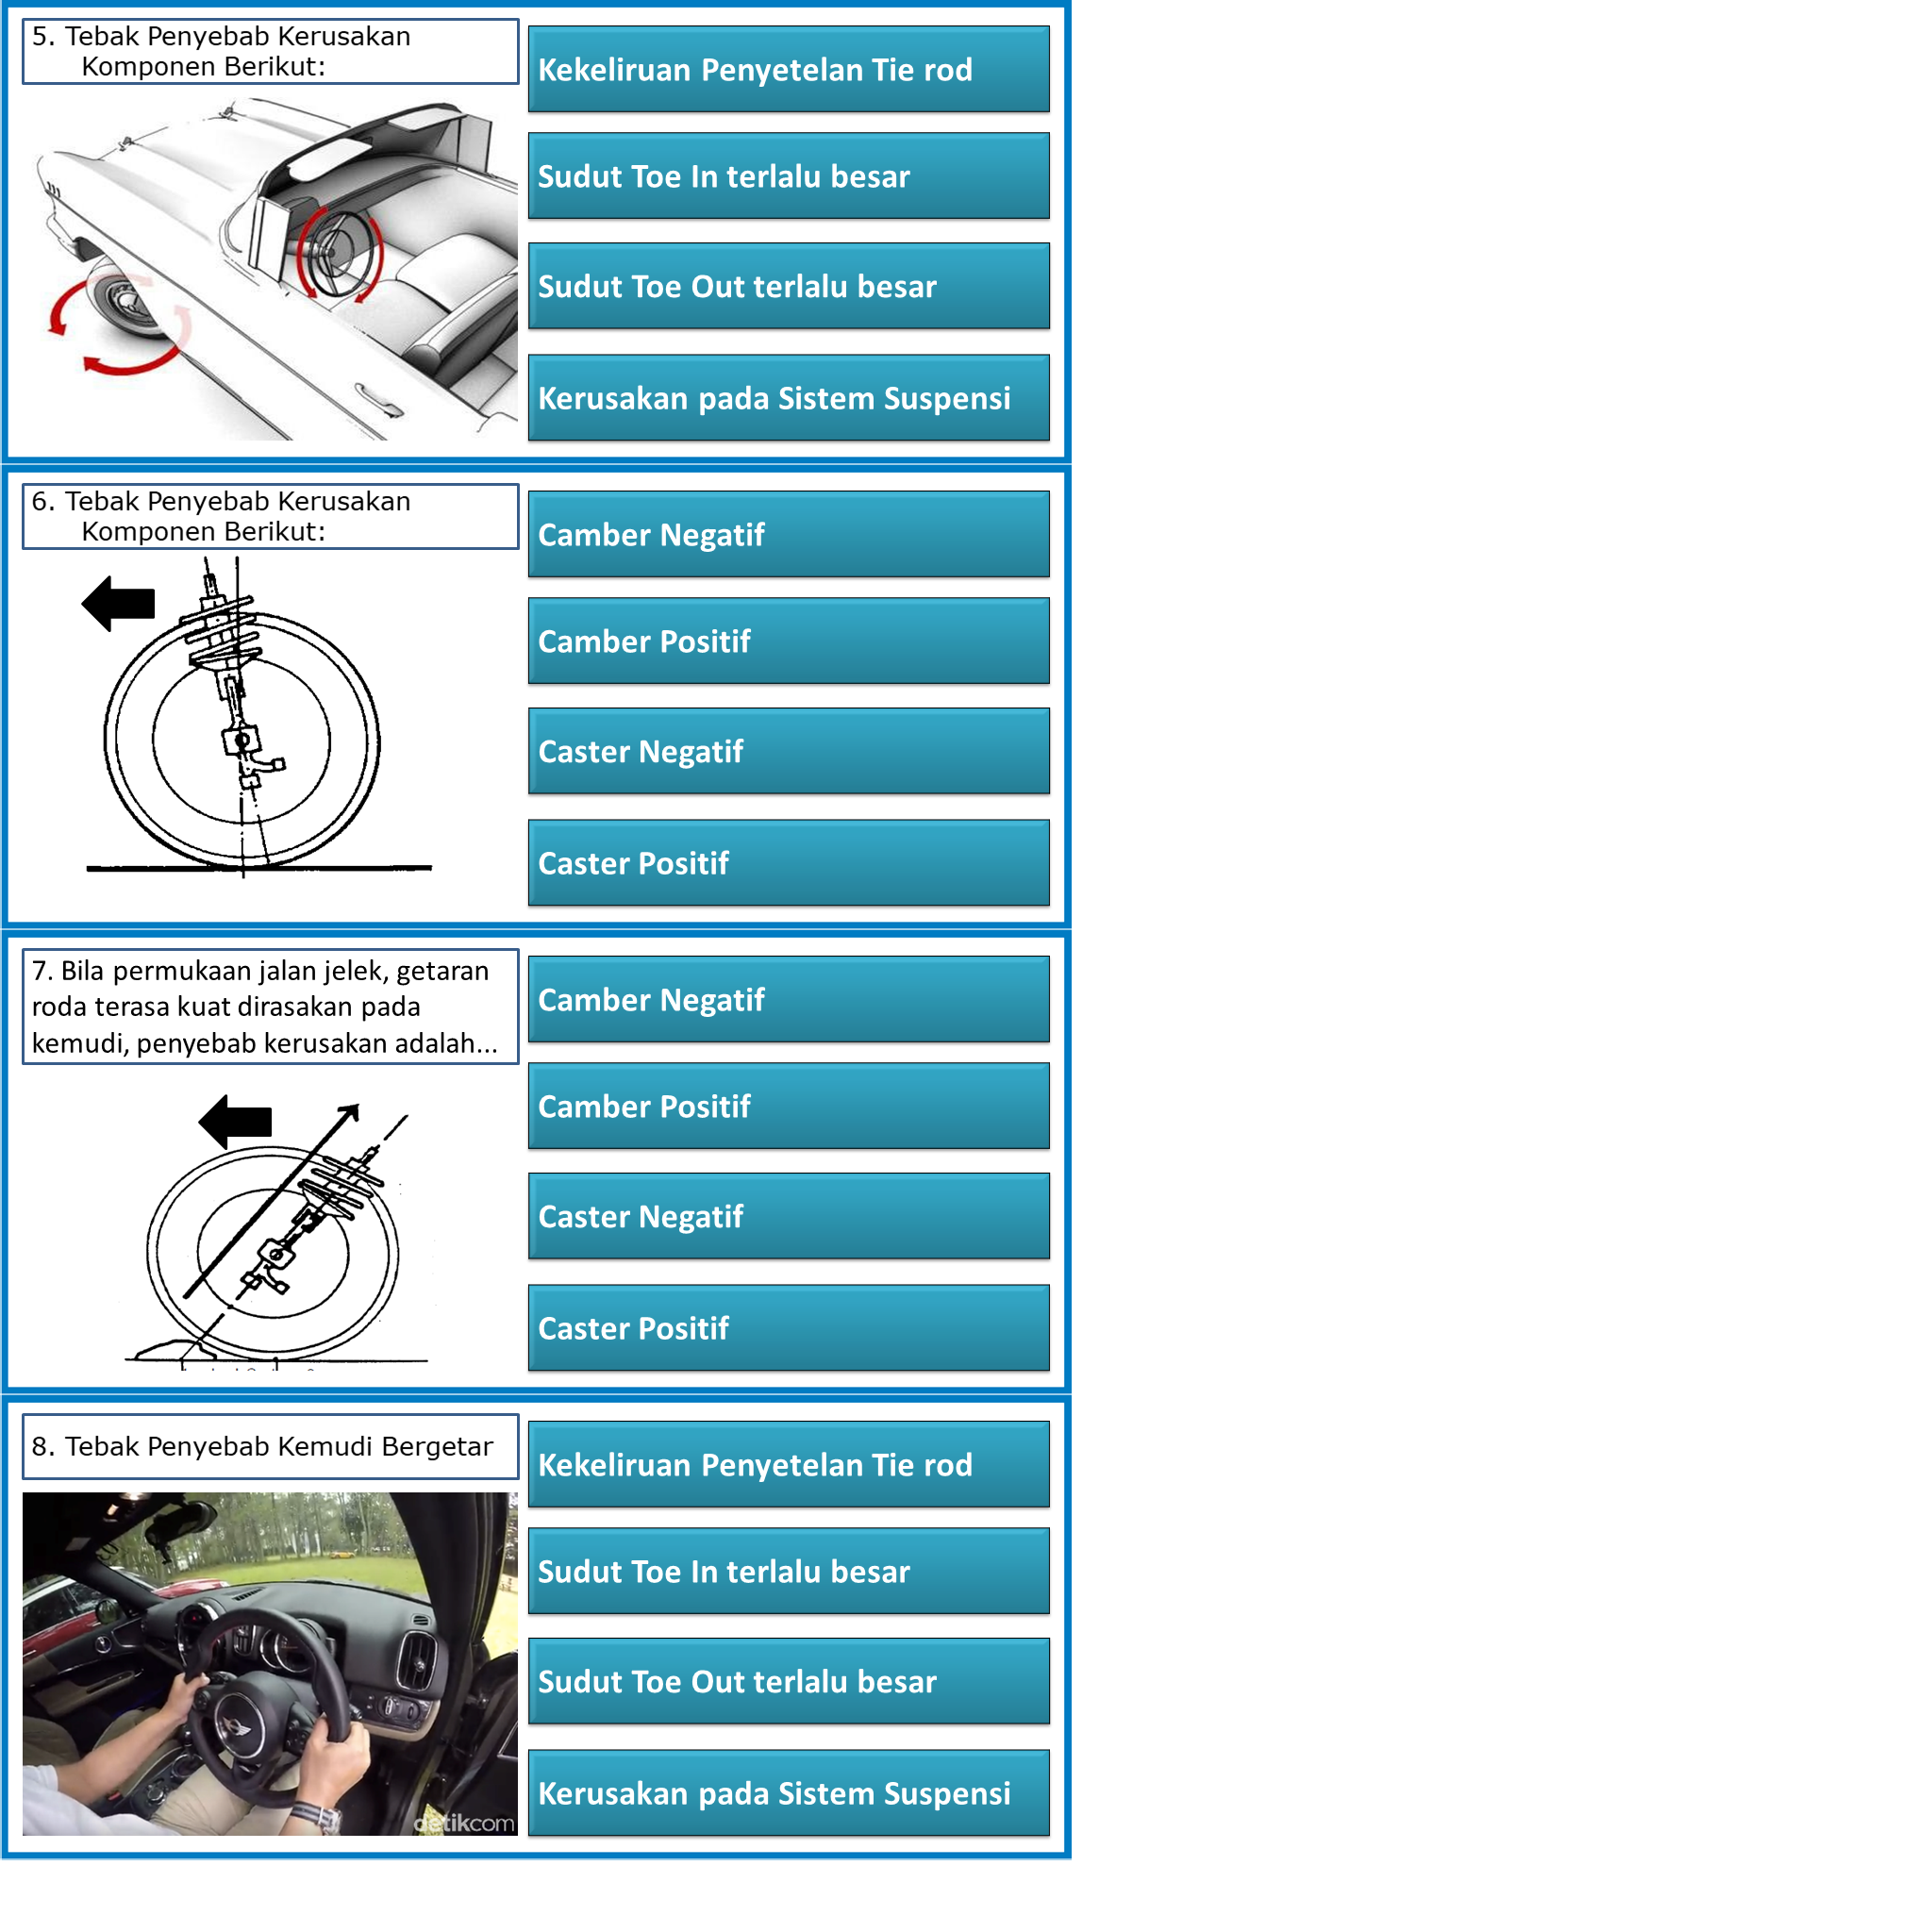 5. Tebak Penyebab Kerusakan
Komponen Berikut:
Kekeliruan Penyetelan Tie rod
Sudut Toe In terlalu besar
Sudut Toe Out terlalu besar
Kerusakan pada Sistem Suspensi
6. Tebak Penyebab Kerusakan
Komponen Berikut:
Camber Negatif
Camber Positif
Caster Negatif
Caster Positif
7. Bila permukaan jalan jelek, getaran
roda terasa kuat dirasakan pada
kemudi, penyebab kerusakan adalah...
Camber Negatif
Camber Positif
Caster Negatif
Caster Positif
8. Tebak Penyebab Kemudi Bergetar
Kekeliruan Penyetelan Tie rod
Sudut Toe In terlalu besar
Sudut Toe Out terlalu besar
Kerusakan pada Sistem Suspensi
detikcom